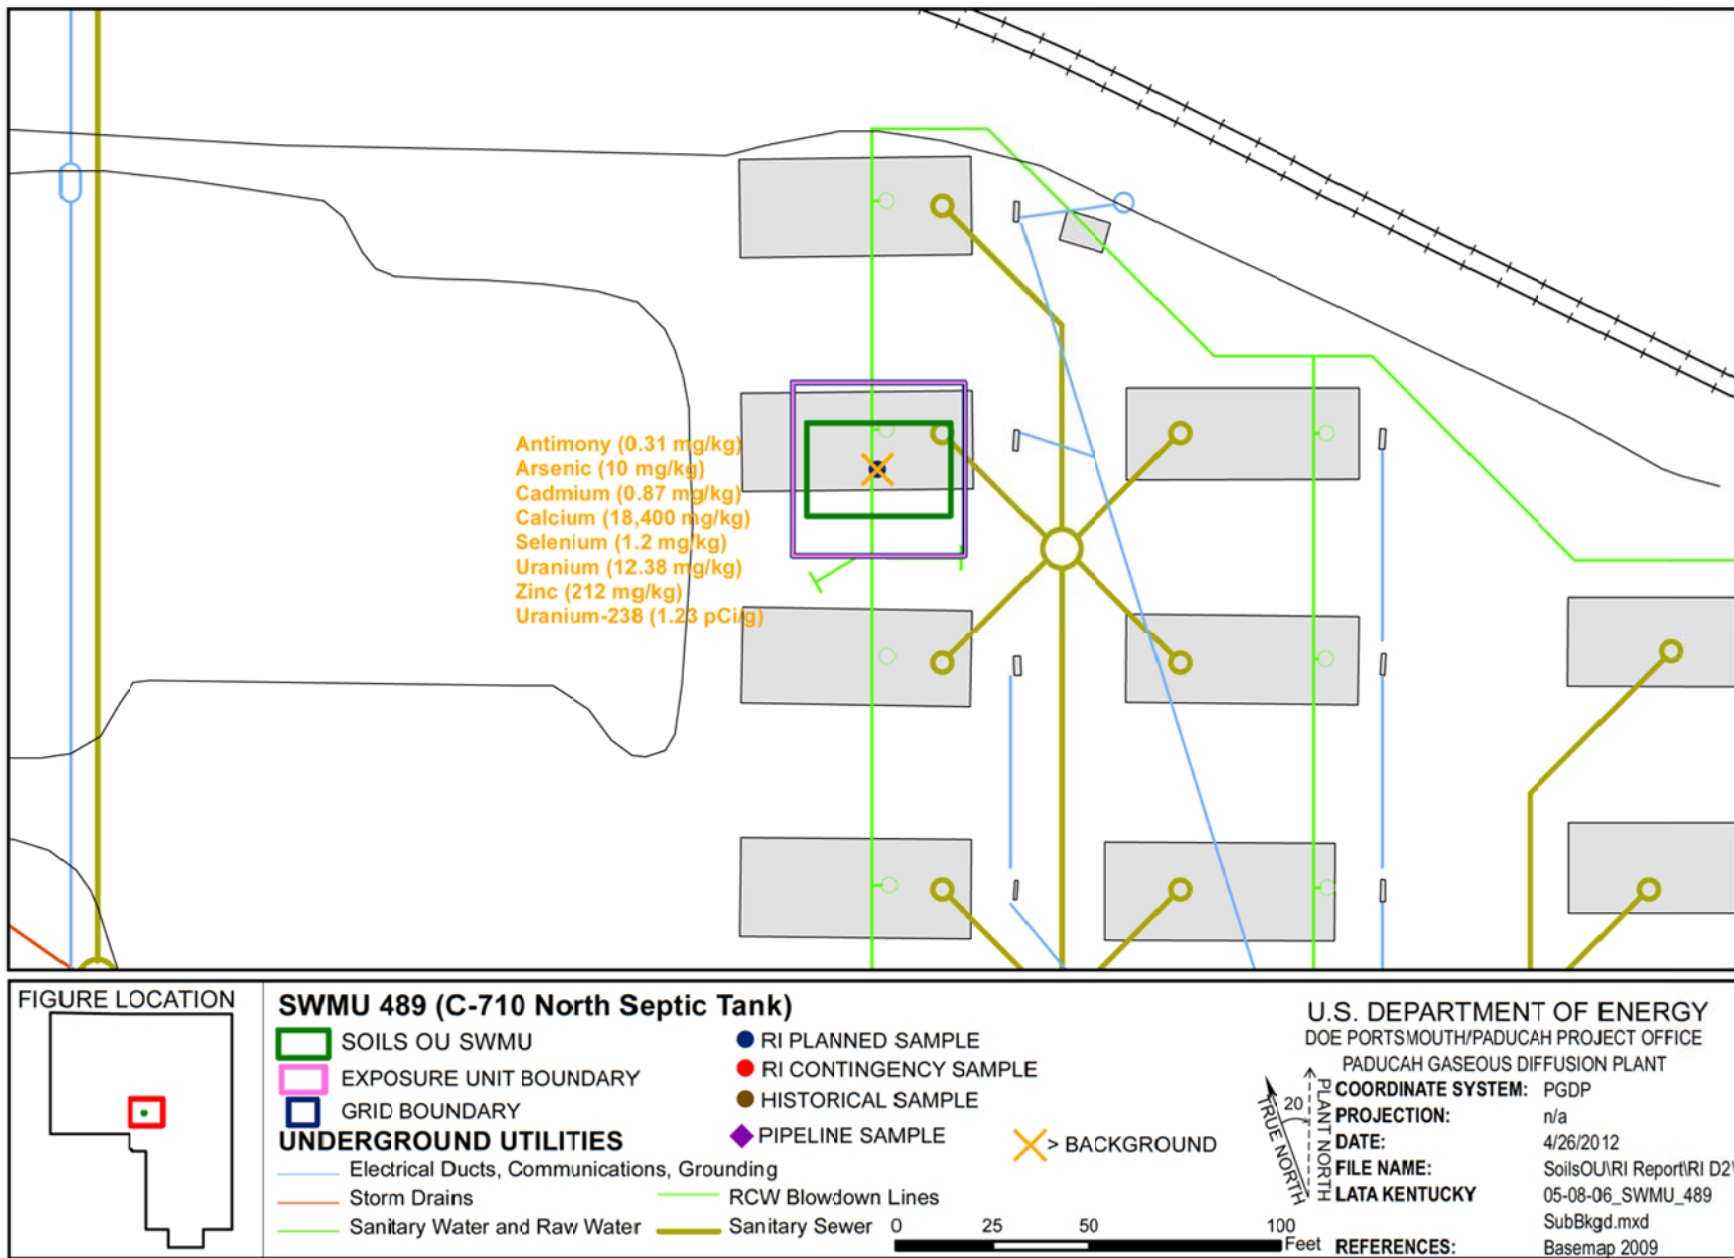 Antimony (0.31 mg/kg)
Arsenic (10 mg/kg)
Cadmium (0.87 mg/kg)
Calcium (18,400 mg/kg)
Selenium (1.2 mg/kg)
Uranium (12.38 mg/kg)
Zinc (212 mg/kg)
Uranium-238 (1.23 pCi/g)
FIGURE LOCATION
SWMU 489 (C-710 North Septic Tank)
SOILS OU SWMU
EXPOSURE UNIT BOUNDARY
GRID BOUNDARY
UNDERGROUND UTILITIES
Electrical Ducts, Communications, Grounding
Storm Drains
Sanitary Water and Raw Water
RI PLANNED SAMPLE
RI CONTINGENCY SAMPLE
HISTORICAL SAMPLE
PIPELINE SAMPLE
> BACKGROUND
RCW Blowdown Lines
Sanitary Sewer
0 25 50 100
Feet
TRUE NORTH
20
PLANT NORTH
U.S. DEPARTMENT OF ENERGY
DOE PORTSMOUTH/PADUCAH PROJECT OFFICE
PADUCAH GASEOUS DIFFUSION PLANT
COORDINATE SYSTEM: PGDP
PROJECTION: n/a
DATE: 4/26/2012
FILE NAME: SoilsOU\RI Report\RI D2\
LATA KENTUCKY 05-08-06_SWMU_489
SubBkgd.mxd
REFERENCES: Basemap 2009